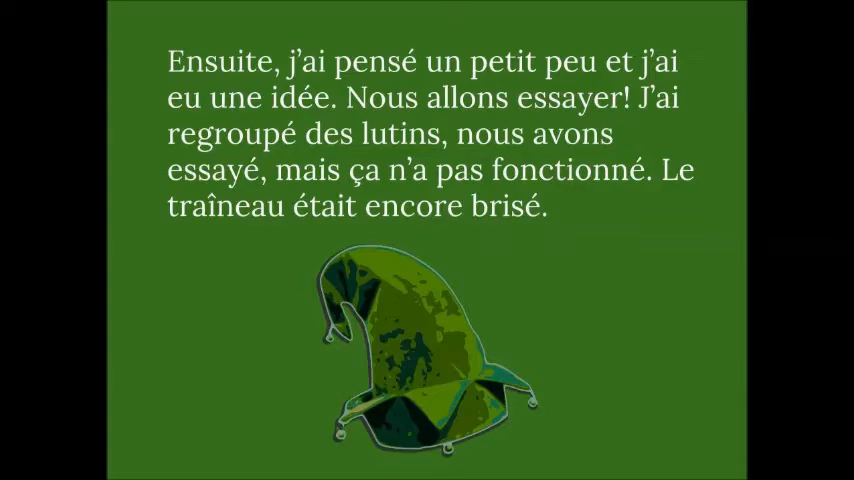 Ensuite, j’ai pensé un petit peu et j’ai
eu une idée. Nous allons essayer! J’ai
regroupé des lutins, nous avons
essayé, mais ça n’a pas fonctionné. Le
traîneau était encore brisé.